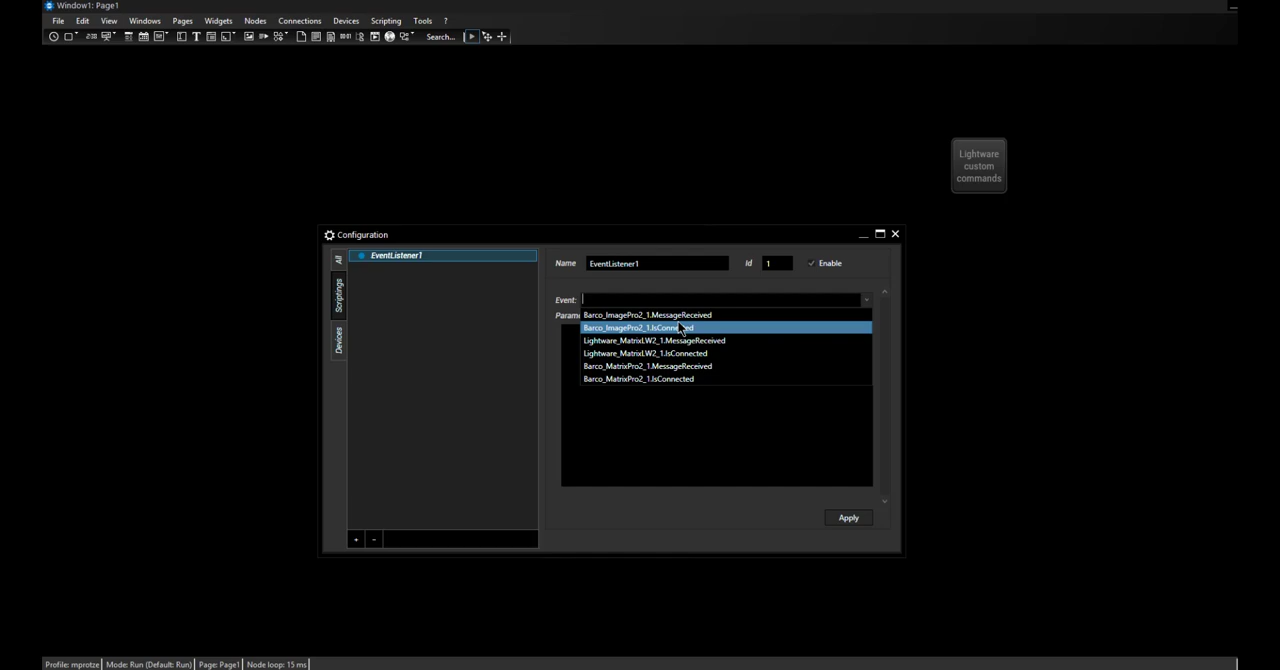 Window1: Page1
File Edit View Windows Pages Widgets Nodes Connections Devices Scripting Tools ?
Search...
Lightware
custom
commands
Configuration
All
Scriptings
Devices
EventListener1
Name EventListener1 Id 1 Enable
Event:
Barco_ImagePro2_1.MessageReceived
Barco_ImagePro2_1.IsConnected
Lightware_MatrixLW2_1.MessageReceived
Lightware_MatrixLW2_1.IsConnected
Barco_MatrixPro2_1.MessageReceived
Barco_MatrixPro2_1.IsConnected
Apply
+ -
Profile: mprotze Mode: Run (Default: Run) Page: Page1 Node loop: 15 ms